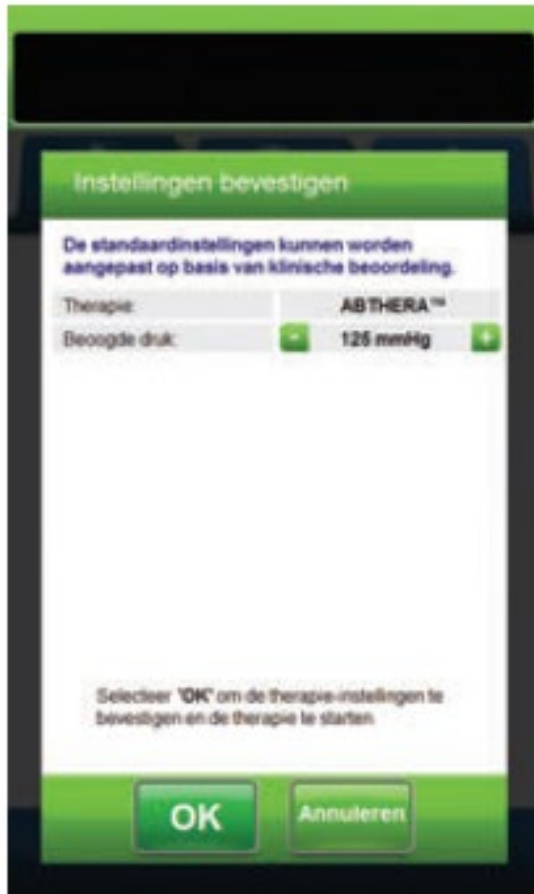 Instellingen bevestigen
De standaardinstellingen kunnen worden
aangepast op basis van klinische beoordeling.
Therapie: ABTHERA™
Beoogde druk: - 125 mmHg +
Selecteer 'OK' om de therapie-instellingen te
bevestigen en de therapie te starten.
OK Annuleren